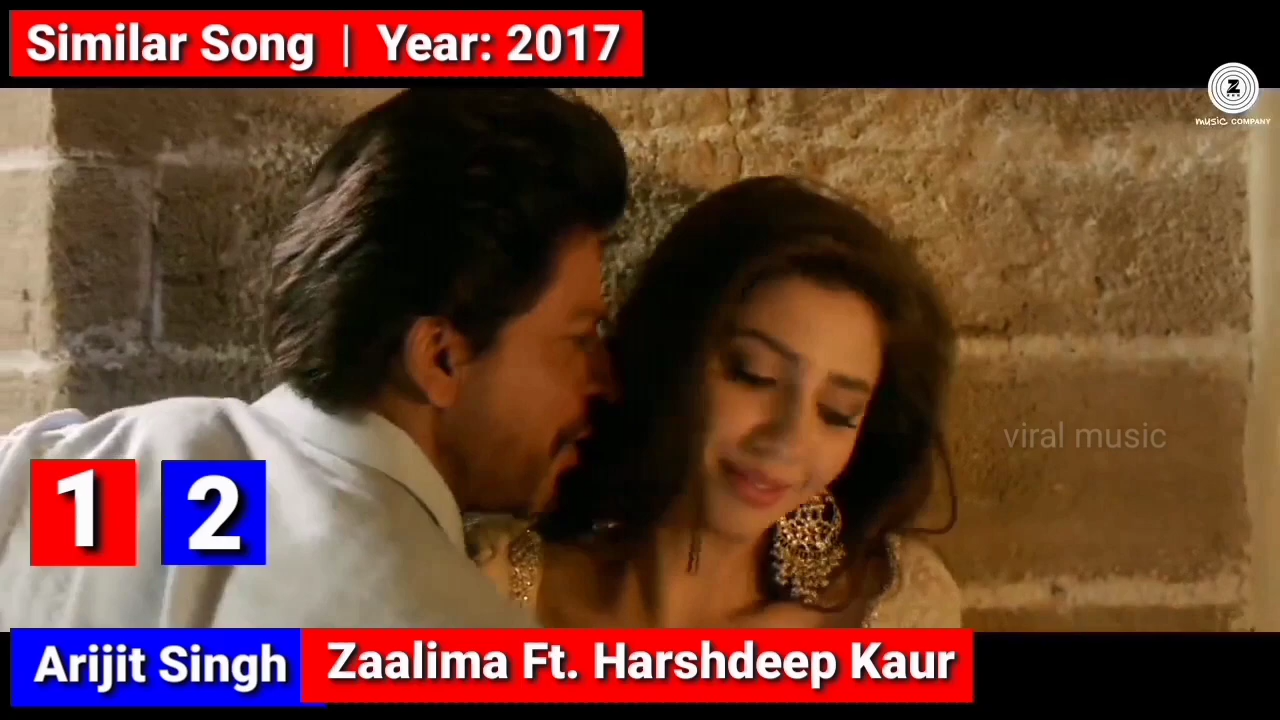 Similar Song | Year: 2017
Z
music COMPANY
viral music
1 2
Arijit Singh Zaalima Ft. Harshdeep Kaur